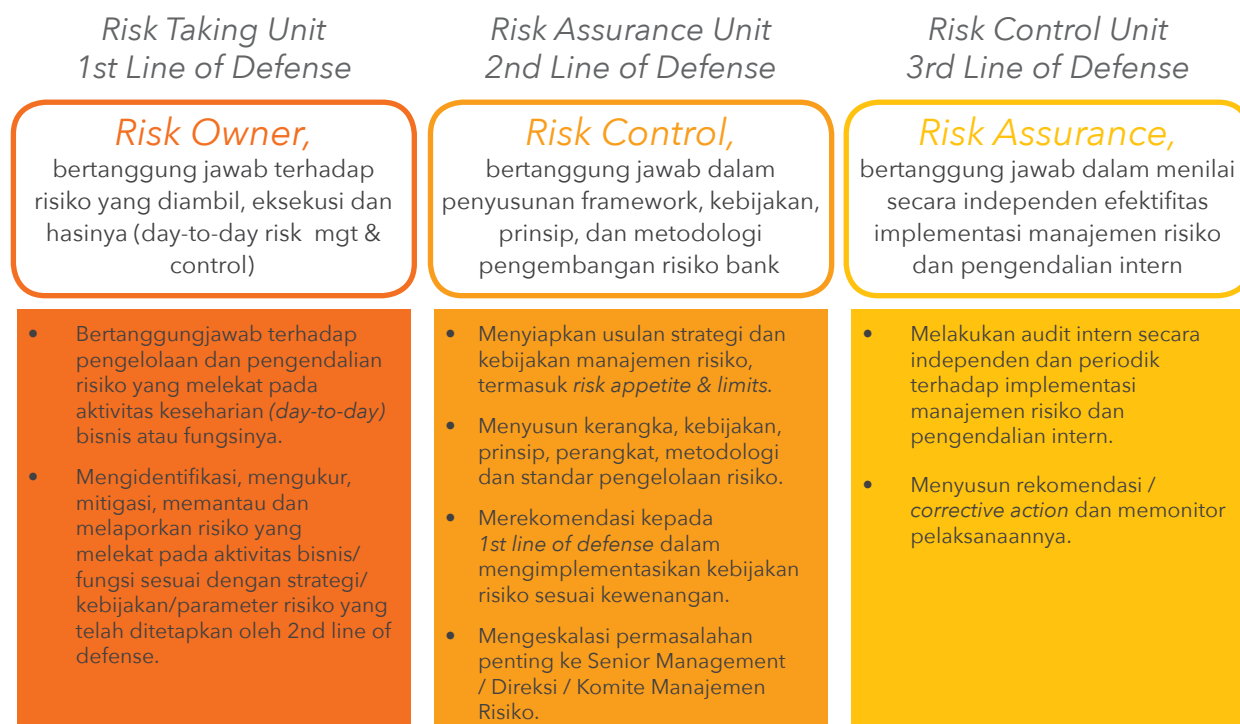 Risk Taking Unit
1st Line of Defense
Risk Owner,
bertanggung jawab terhadap
risiko yang diambil, eksekusi dan
hasinya (day-to-day risk mgt &
control)
• Bertanggungjawab terhadap
pengelolaan dan pengendalian
risiko yang melekat pada
aktivitas keseharian (day-to-day)
bisnis atau fungsinya.
• Mengidentifikasi, mengukur,
mitigasi, memantau dan
melaporkan risiko yang
melekat pada aktivitas bisnis/
fungsi sesuai dengan strategi/
kebijakan/parameter risiko yang
telah ditetapkan oleh 2nd line of
defense.
Risk Assurance Unit
2nd Line of Defense
Risk Control,
bertanggung jawab dalam
penyusunan framework, kebijakan,
prinsip, dan metodologi
pengembangan risiko bank
• Menyiapkan usulan strategi dan
kebijakan manajemen risiko,
termasuk risk appetite & limits.
• Menyusun kerangka, kebijakan,
prinsip, perangkat, metodologi
dan standar pengelolaan risiko.
• Merekomendasi kepada
1st line of defense dalam
mengimplementasikan kebijakan
risiko sesuai kewenangan.
• Mengeskalasi permasalahan
penting ke Senior Management
/ Direksi / Komite Manajemen
Risiko.
Risk Control Unit
3rd Line of Defense
Risk Assurance,
bertanggung jawab dalam menilai
secara independen efektifitas
implementasi manajemen risiko
dan pengendalian intern
• Melakukan audit intern secara
independen dan periodik
terhadap implementasi
manajemen risiko dan
pengendalian intern.
• Menyusun rekomendasi /
corrective action dan memonitor
pelaksanaannya.